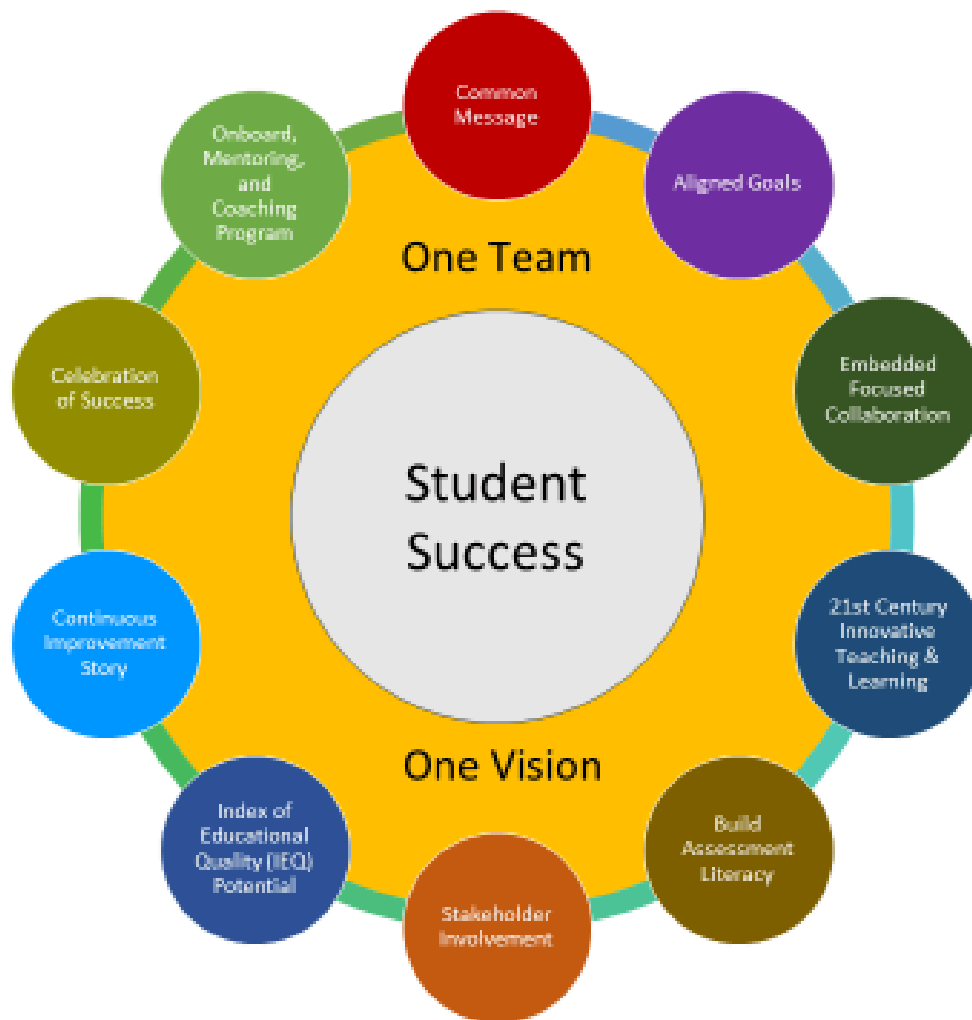 Common
Message
Aligned Goals
Embedded
Focused
Collaboration
21st Century
Innovative
Teaching &
Learning
Build
Assessment
Literacy
Stakeholder
Involvement
Index of
Educational
Quality (IEQ)
Potential
Continuous
Improvement
Story
Celebration
of Success
Onboard,
Mentoring,
and
Coaching
Program
One Team
Student
Success
One Vision